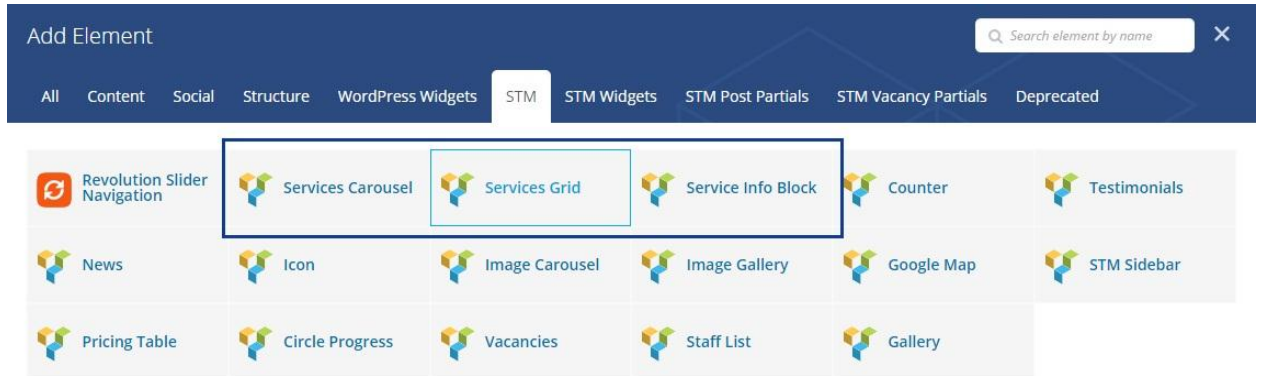 Add Element
Search element by name
All Content Social Structure WordPress Widgets STM STM Widgets STM Post Partials STM Vacancy Partials Deprecated
Revolution Slider
Navigation
Services Carousel
Services Grid
Service Info Block
Counter
Testimonials
News
Icon
Image Carousel
Image Gallery
Google Map
STM Sidebar
Pricing Table
Circle Progress
Vacancies
Staff List
Gallery